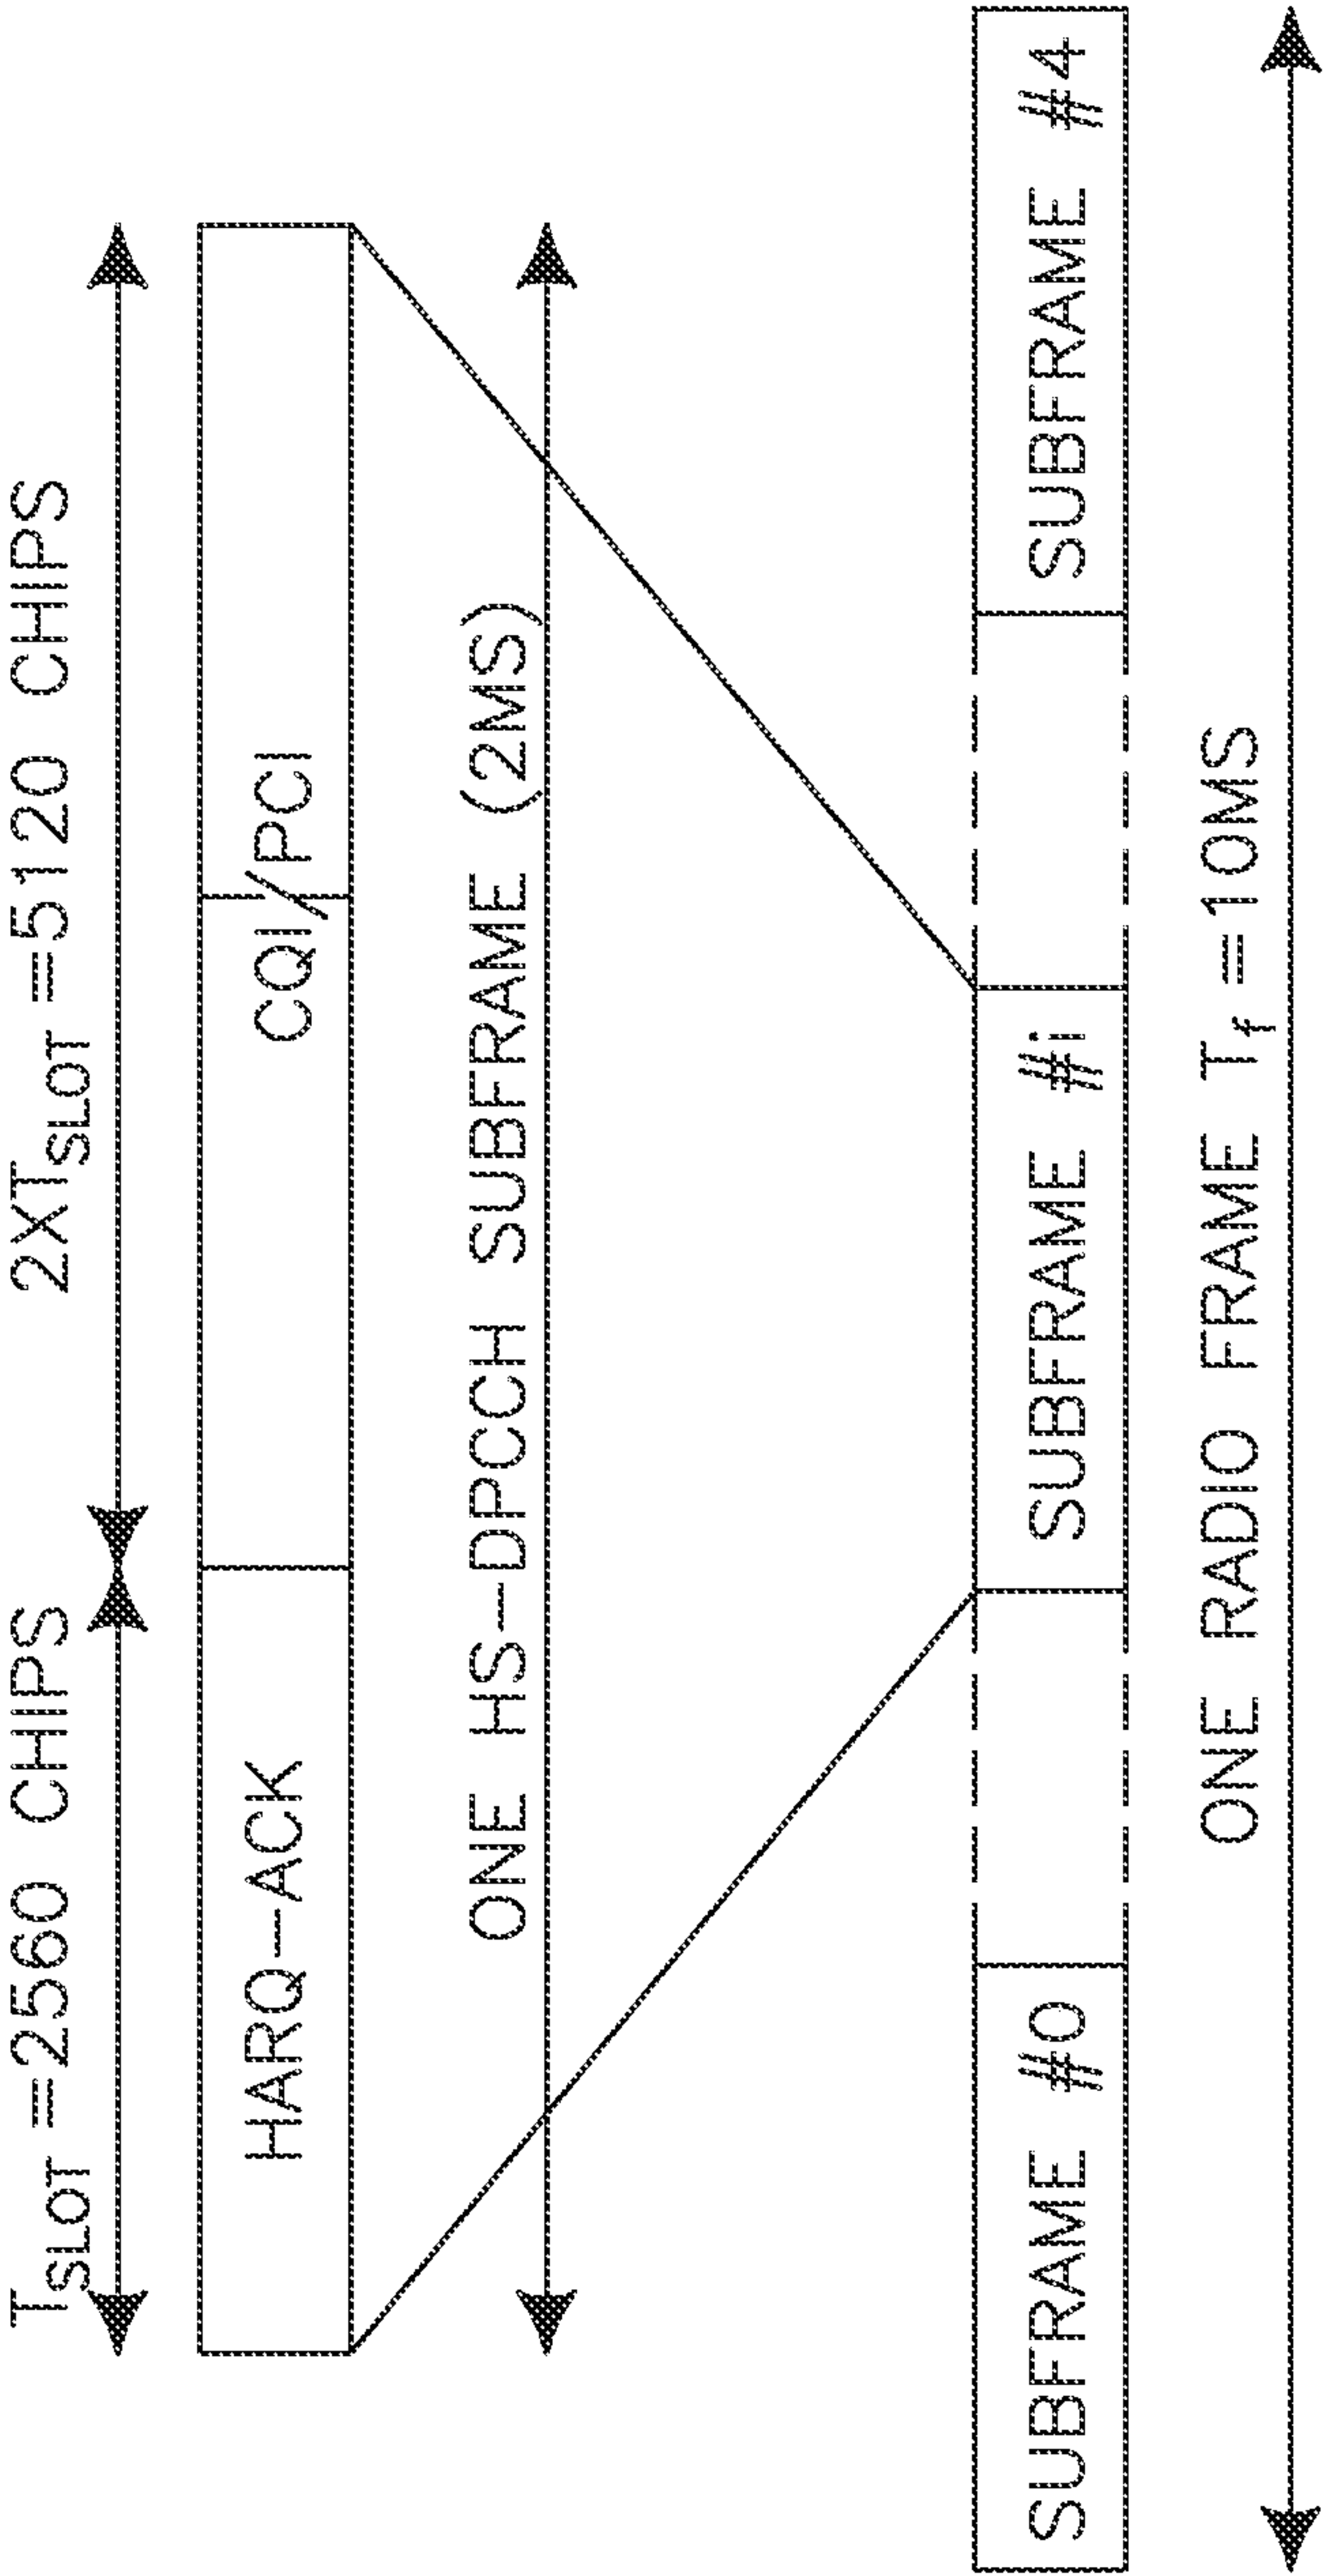 T_SLOT =2560 CHIPS
2XT_SLOT =5120 CHIPS
HARQ-ACK
CQI/PCI
ONE HS-DPCCH SUBFRAME (2MS)
SUBFRAME #0
SUBFRAME #i
SUBFRAME #4
ONE RADIO FRAME T_f =10MS